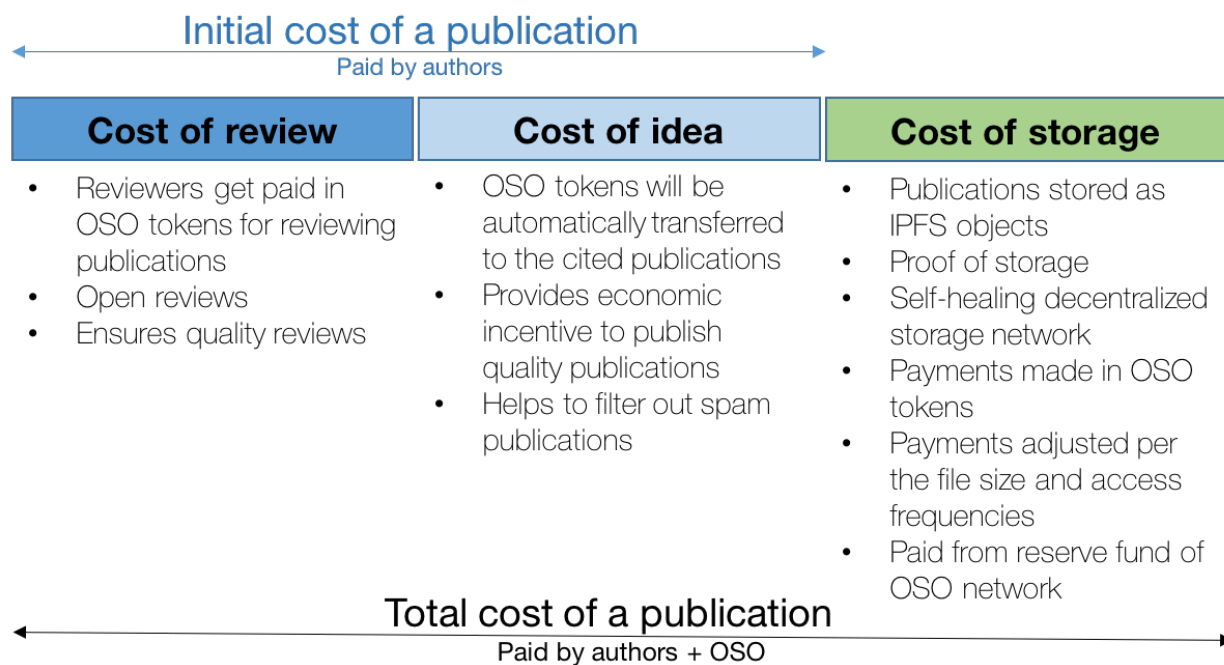 Initial cost of a publication
Paid by authors
Cost of review
• Reviewers get paid in
OSO tokens for reviewing
publications
• Open reviews
• Ensures quality reviews
Cost of idea
• OSO tokens will be
automatically transferred
to the cited publications
• Provides economic
incentive to publish
quality publications
• Helps to filter out spam
publications
Cost of storage
• Publications stored as
IPFS objects
• Proof of storage
• Self-healing decentralized
storage network
• Payments made in OSO
tokens
• Payments adjusted per
the file size and access
frequencies
• Paid from reserve fund of
OSO network
Total cost of a publication
Paid by authors + OSO